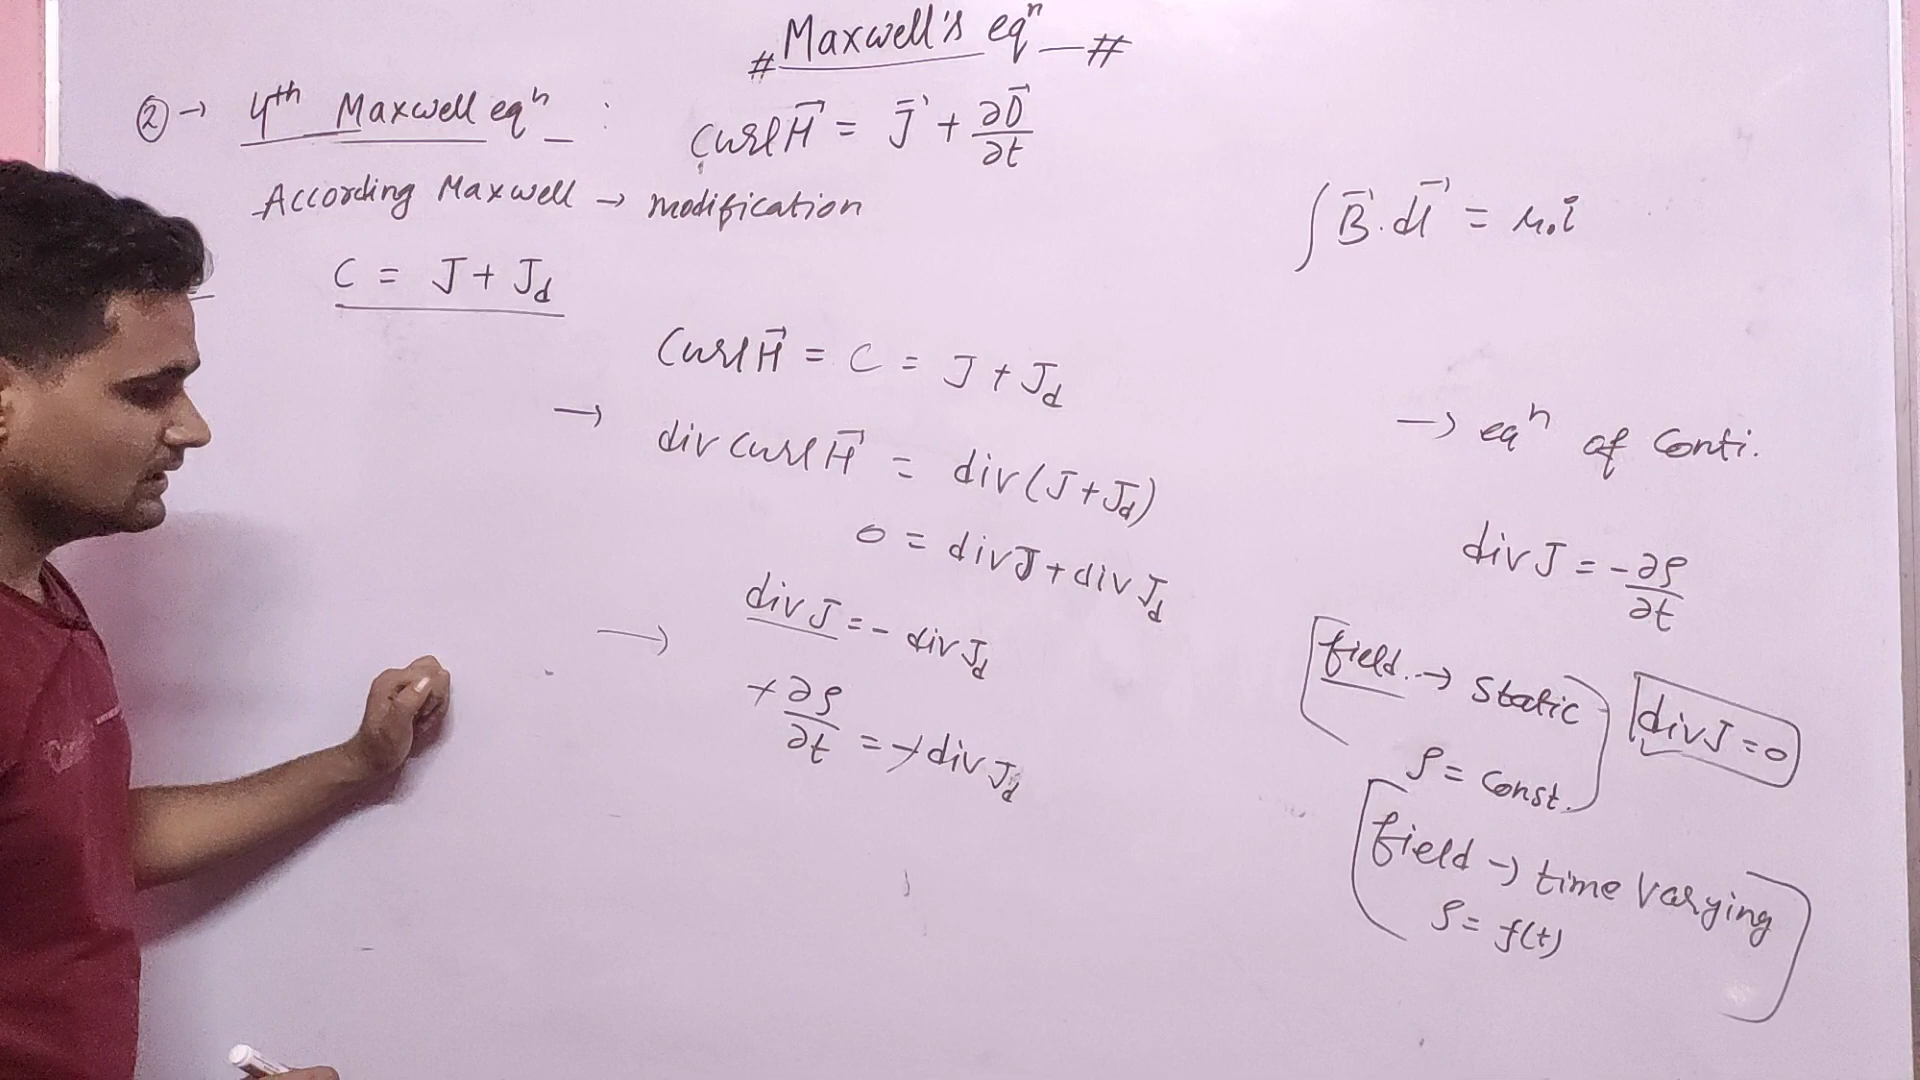 # Maxwell's eqⁿ — #
② → 4th Maxwell eqⁿ : curl H⃗ = J⃗ + ∂D⃗/∂t
According Maxwell → modification
C = J + J_d
Curl H⃗ = C = J + J_d
→ div Curl H⃗ = div (J + J_d)
0 = div J + div J_d
→ div J = - div J_d
+ ∂ρ/∂t = + div J_d
∫ B⃗ . dl⃗ = μ₀i
→ eqⁿ of Conti.
div J = - ∂ρ/∂t
field → static
div J = 0
ρ = Const.
field → time Varying
ρ = f(t)